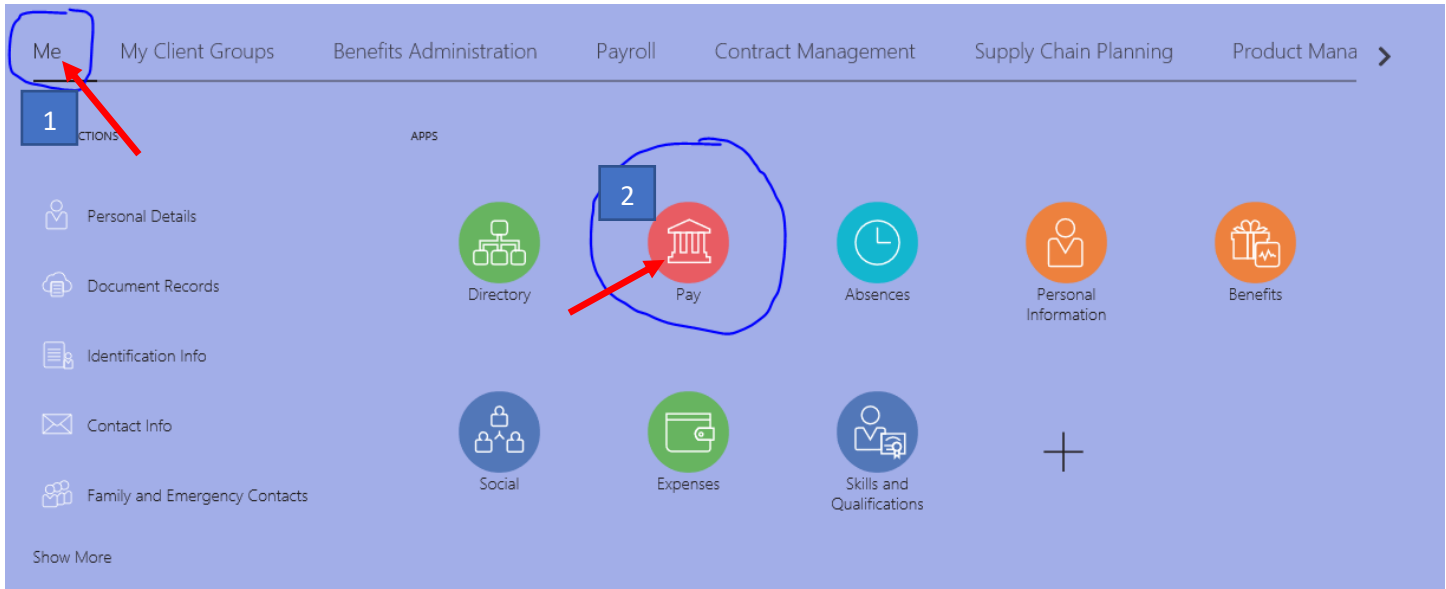 Me My Client Groups Benefits Administration Payroll Contract Management Supply Chain Planning Product Mana
1
CTIONS APPS
2
Personal Details
Document Records
Identification Info
Contact Info
Family and Emergency Contacts
Show More
Directory Pay Absences Personal Benefits
Information
Social Expenses Skills and
Qualifications